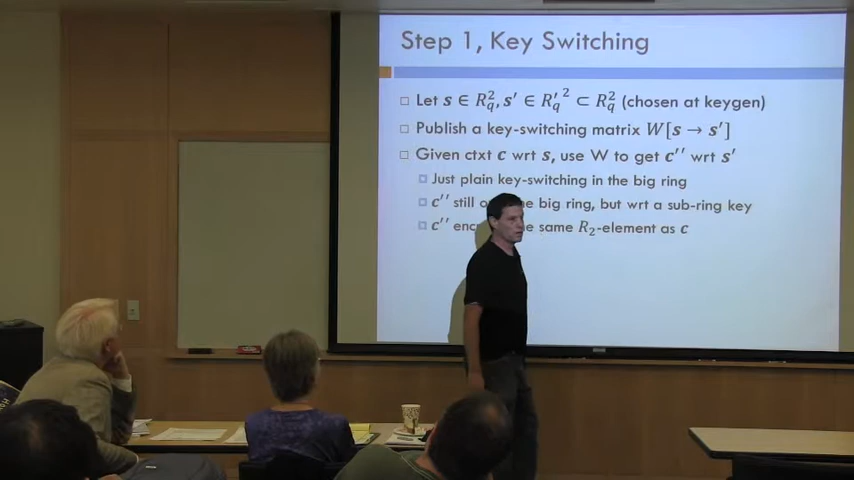 Step 1, Key Switching
Let s ∈ R_q^2, s′ ∈ R′_q^2 ⊂ R_q^2 (chosen at keygen)
Publish a key-switching matrix W[s → s′]
Given ctxt c wrt s, use W to get c′′ wrt s′
Just plain key-switching in the big ring
c′′ still the big ring, but wrt a sub-ring key
c′′ same R_2-element as c